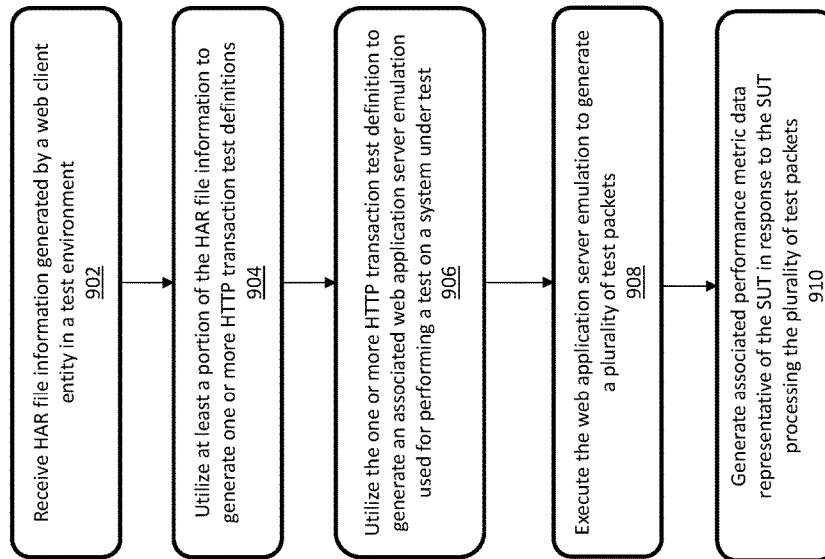 Receive HAR file information generated by a web client
entity in a test environment
902
Utilize at least a portion of the HAR file information to
generate one or more HTTP transaction test definitions
904
Utilize the one or more HTTP transaction test definition to
generate an associated web application server emulation
used for performing a test on a system under test
906
Execute the web application server emulation to generate
a plurality of test packets
908
Generate associated performance metric data
representative of the SUT in response to the SUT
processing the plurality of test packets
910